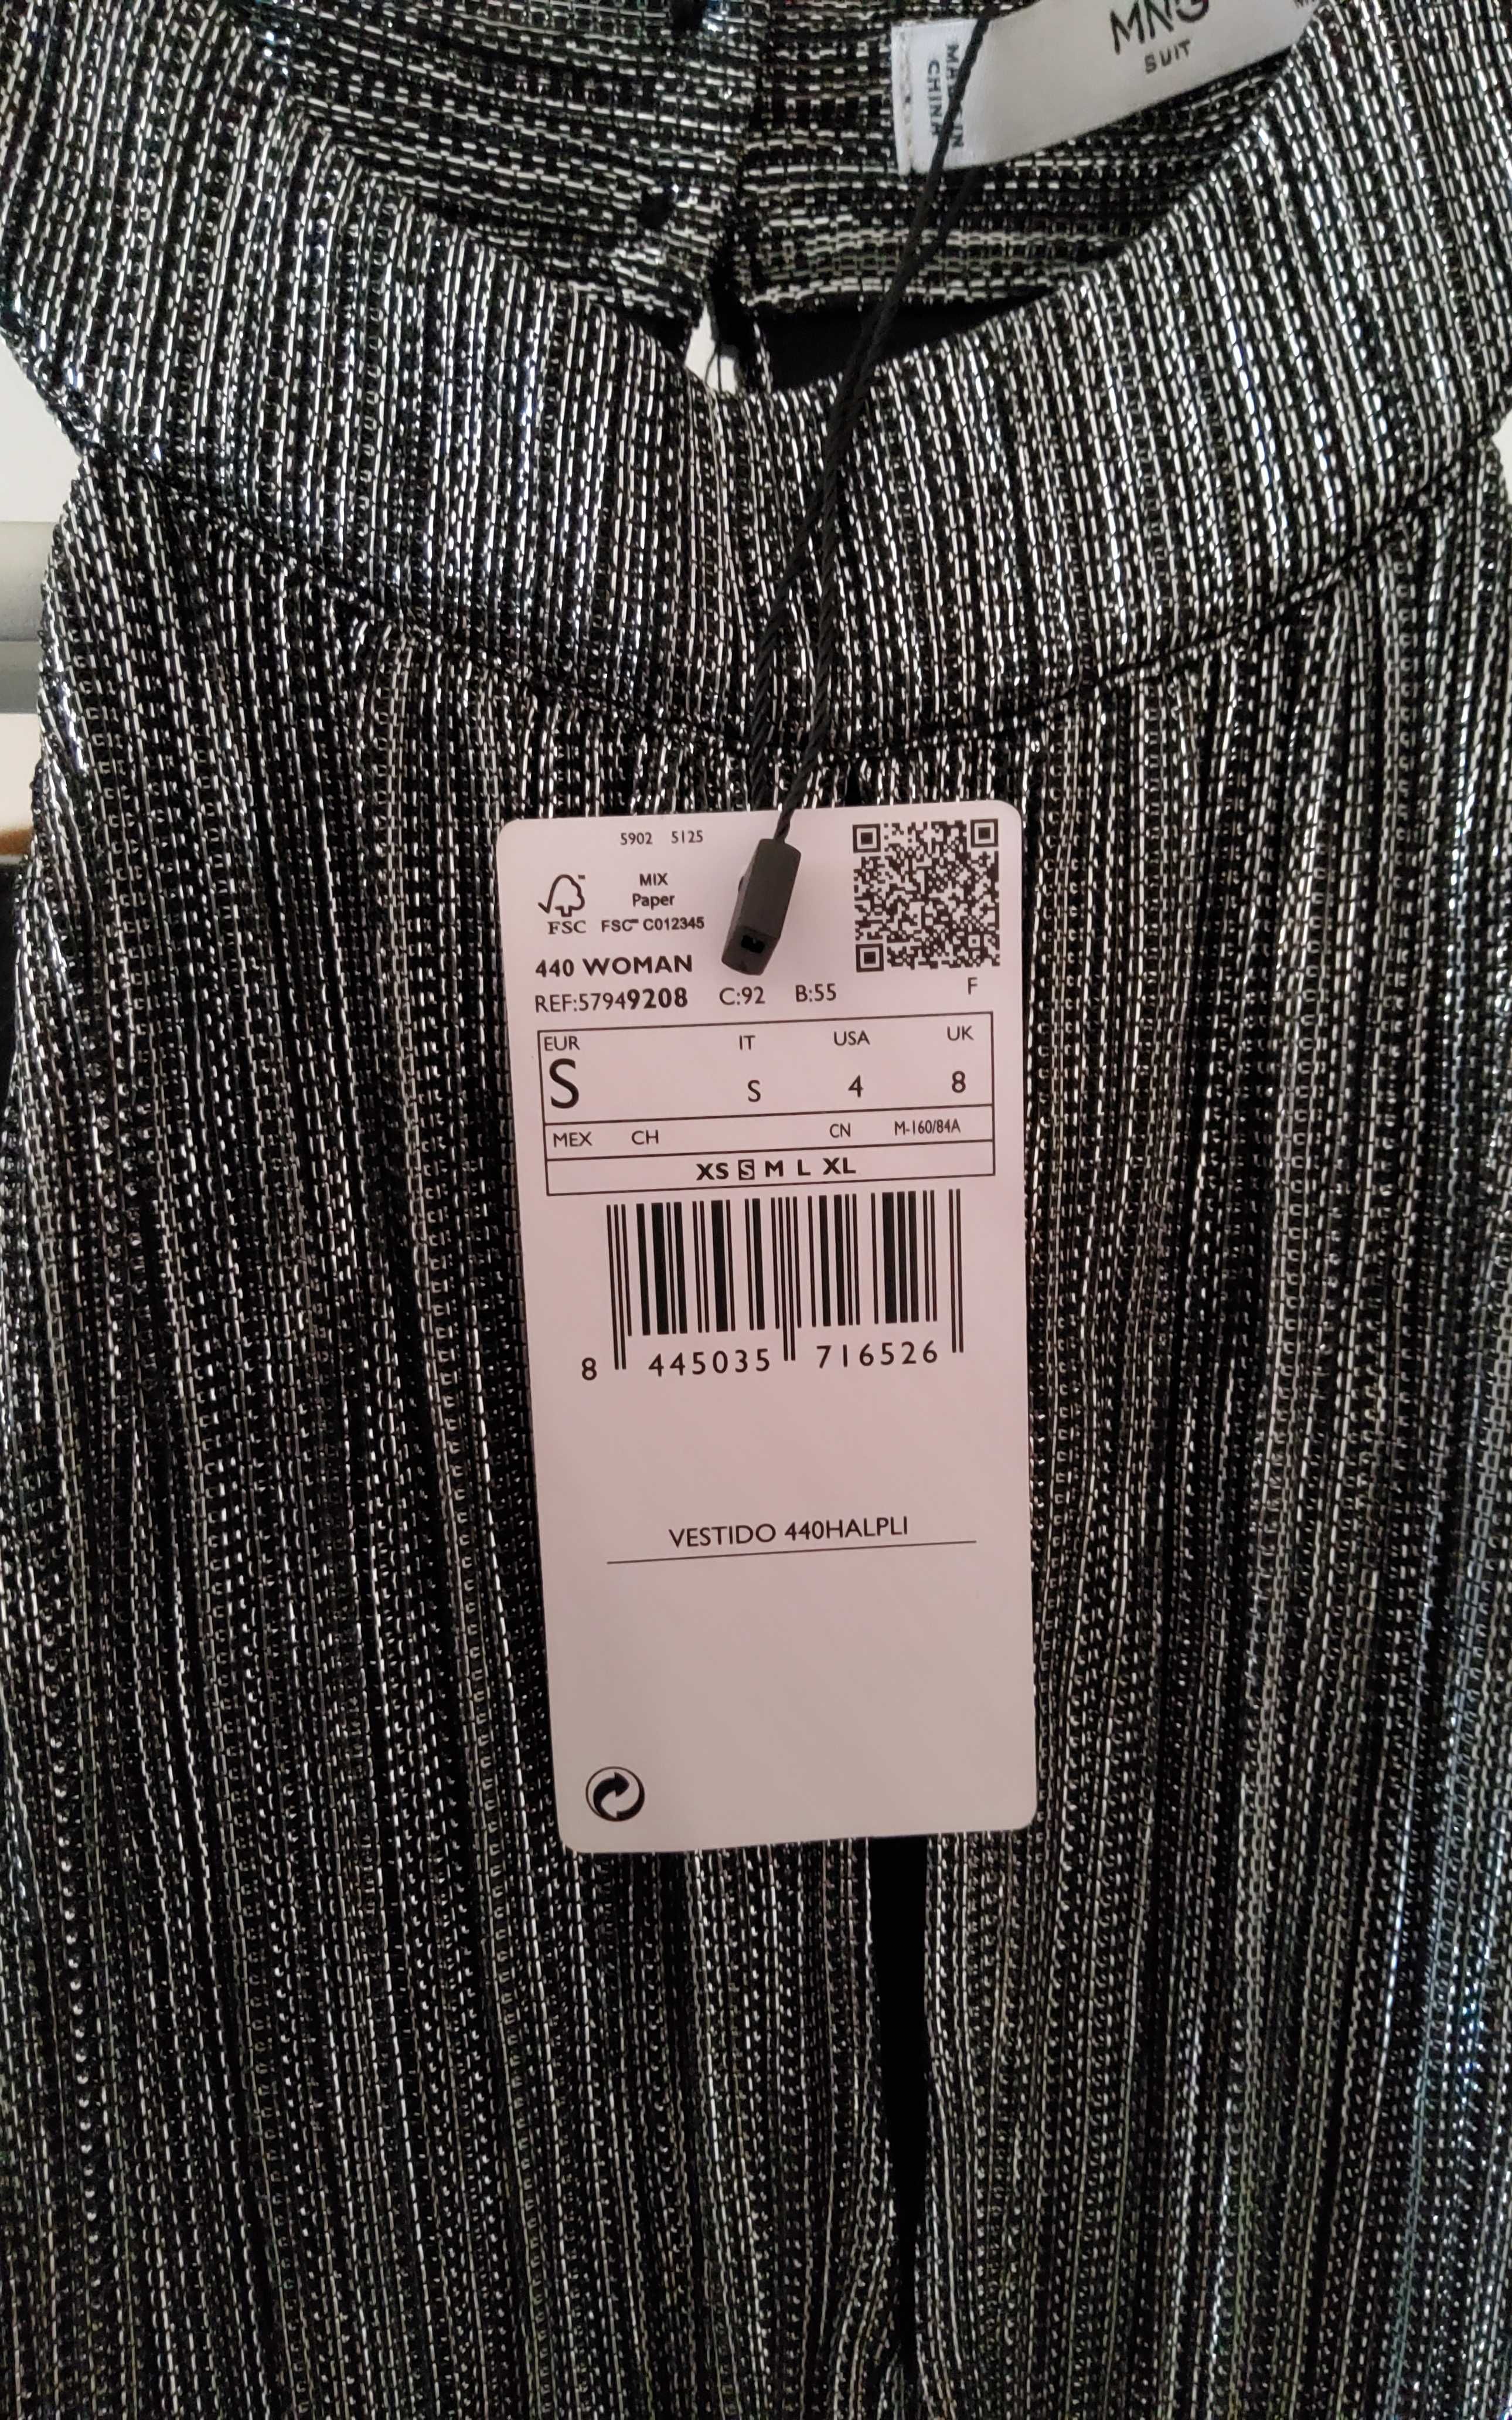 MNG
SUIT
MADE IN
CHINA
5902 5125
MIX
Paper
FSC FSC™ C012345
440 WOMAN
REF:57949208 C:92 B:55 F
EUR IT USA UK
S S 4 8
MEX CH CN M-160/84A
XS S M L XL
8 445035 716526
VESTIDO 440HALPLI